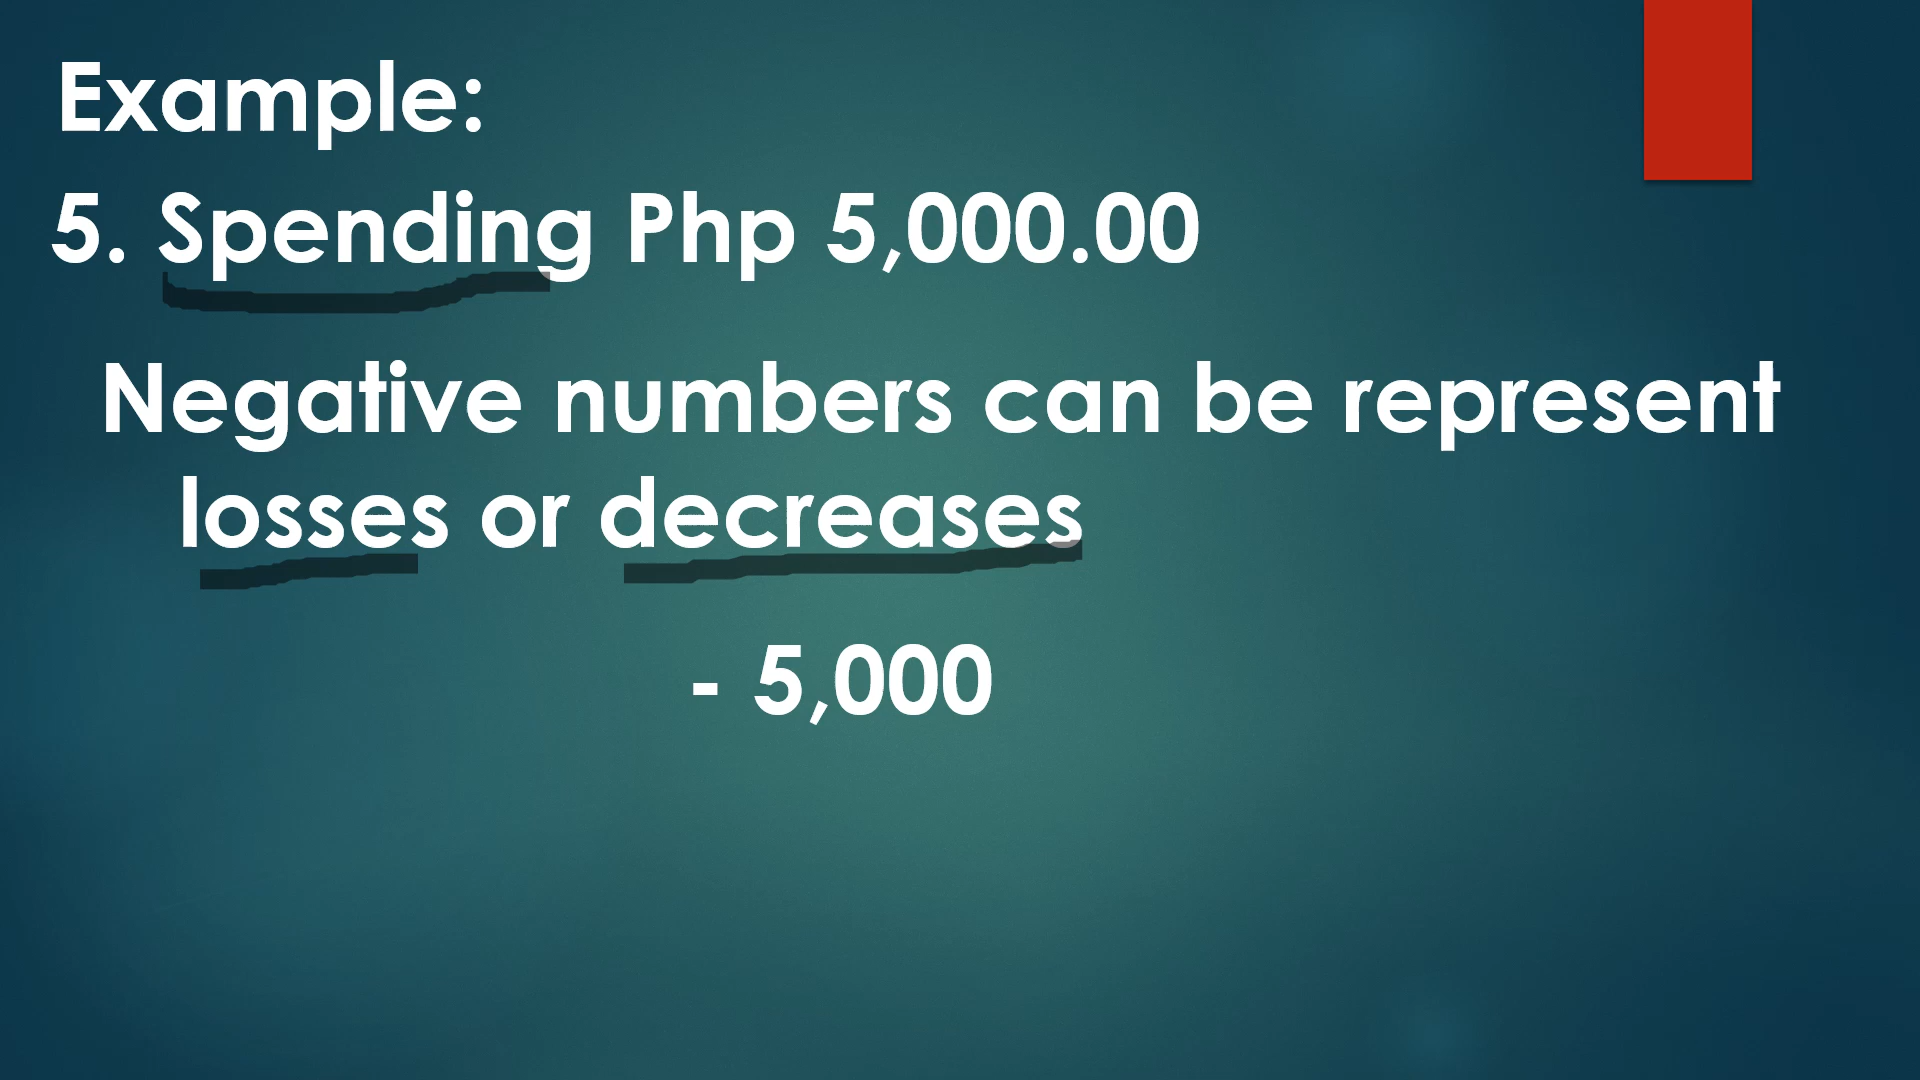 Example:
5. Spending Php 5,000.00
Negative numbers can be represent
losses or decreases
- 5,000